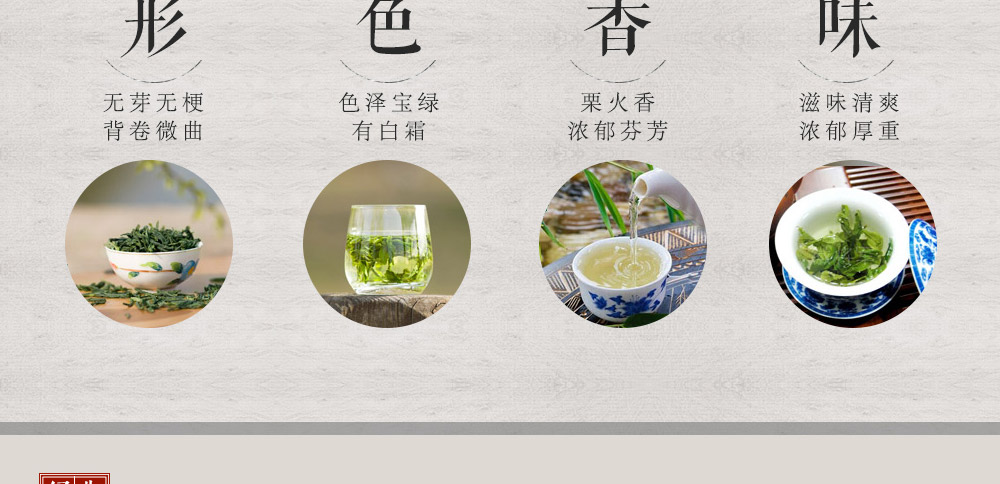 形 色 香 味
无芽无梗
背卷微曲
色泽宝绿
有白霜
栗火香
浓郁芬芳
滋味清爽
浓郁厚重